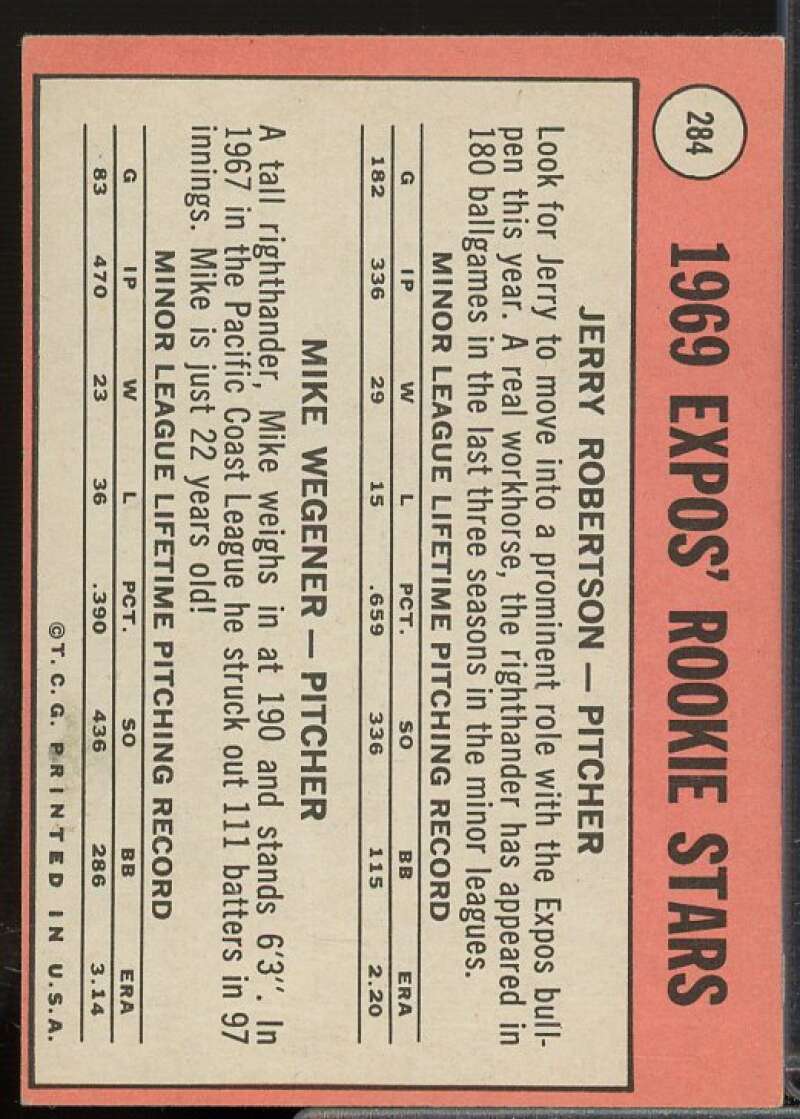 284
1969 EXPOS' ROOKIE STARS
JERRY ROBERTSON — PITCHER
Look for Jerry to move into a prominent role with the Expos bull-
pen this year. A real workhorse, the righthander has appeared in
180 ballgames in the last three seasons in the minor leagues.
MINOR LEAGUE LIFETIME PITCHING RECORD
G IP W L PCT. SO BB ERA
182 336 29 15 .659 336 115 2.20
MIKE WEGENER — PITCHER
A tall righthander, Mike weighs in at 190 and stands 6'3". In
1967 in the Pacific Coast League he struck out 111 batters in 97
innings. Mike is just 22 years old!
MINOR LEAGUE LIFETIME PITCHING RECORD
G IP W L PCT. SO BB ERA
83 470 23 36 .390 436 286 3.14
©T. C. G. PRINTED IN U.S.A.